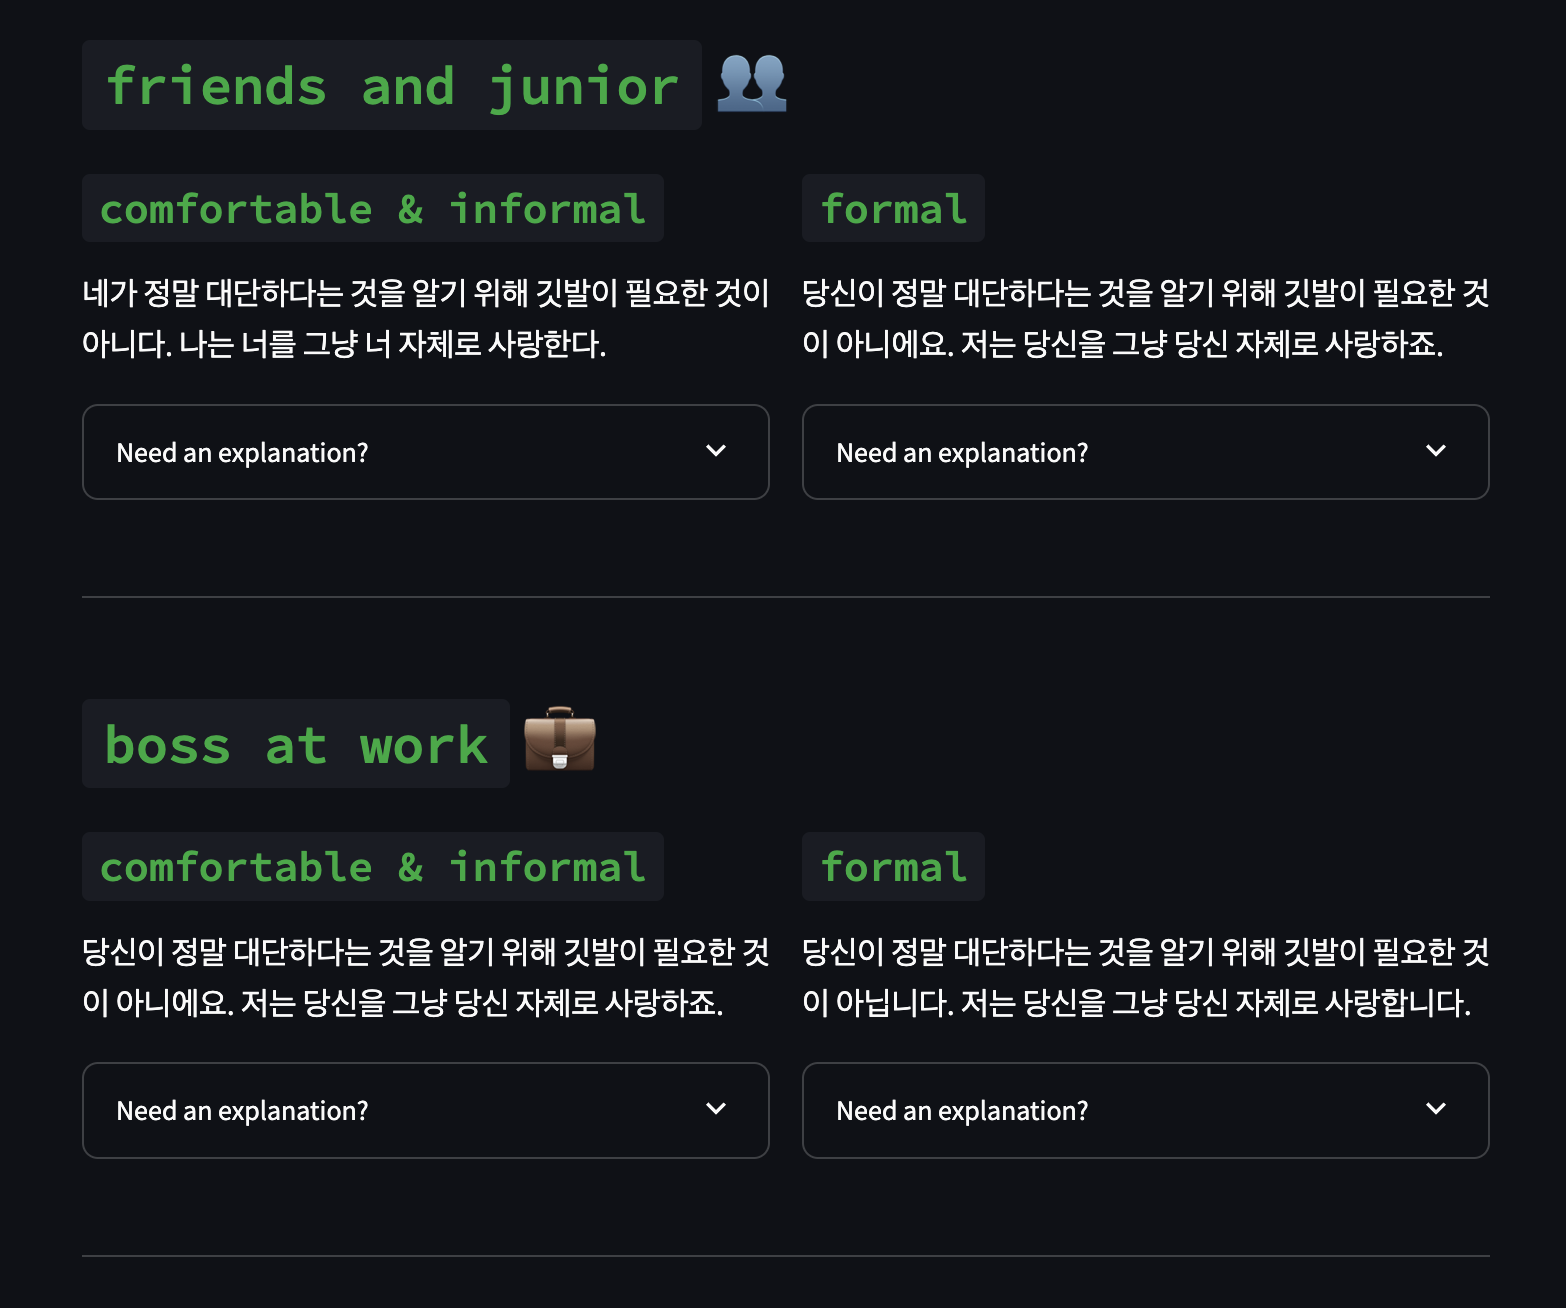 friends and junior
comfortable & informal
네가 정말 대단하다는 것을 알기 위해 깃발이 필요한 것이
아니다. 나는 너를 그냥 너 자체로 사랑한다.
Need an explanation?
formal
당신이 정말 대단하다는 것을 알기 위해 깃발이 필요한 것
이 아니에요. 저는 당신을 그냥 당신 자체로 사랑하죠.
Need an explanation?
boss at work
comfortable & informal
당신이 정말 대단하다는 것을 알기 위해 깃발이 필요한 것
이 아니에요. 저는 당신을 그냥 당신 자체로 사랑하죠.
Need an explanation?
formal
당신이 정말 대단하다는 것을 알기 위해 깃발이 필요한 것
이 아닙니다. 저는 당신을 그냥 당신 자체로 사랑합니다.
Need an explanation?